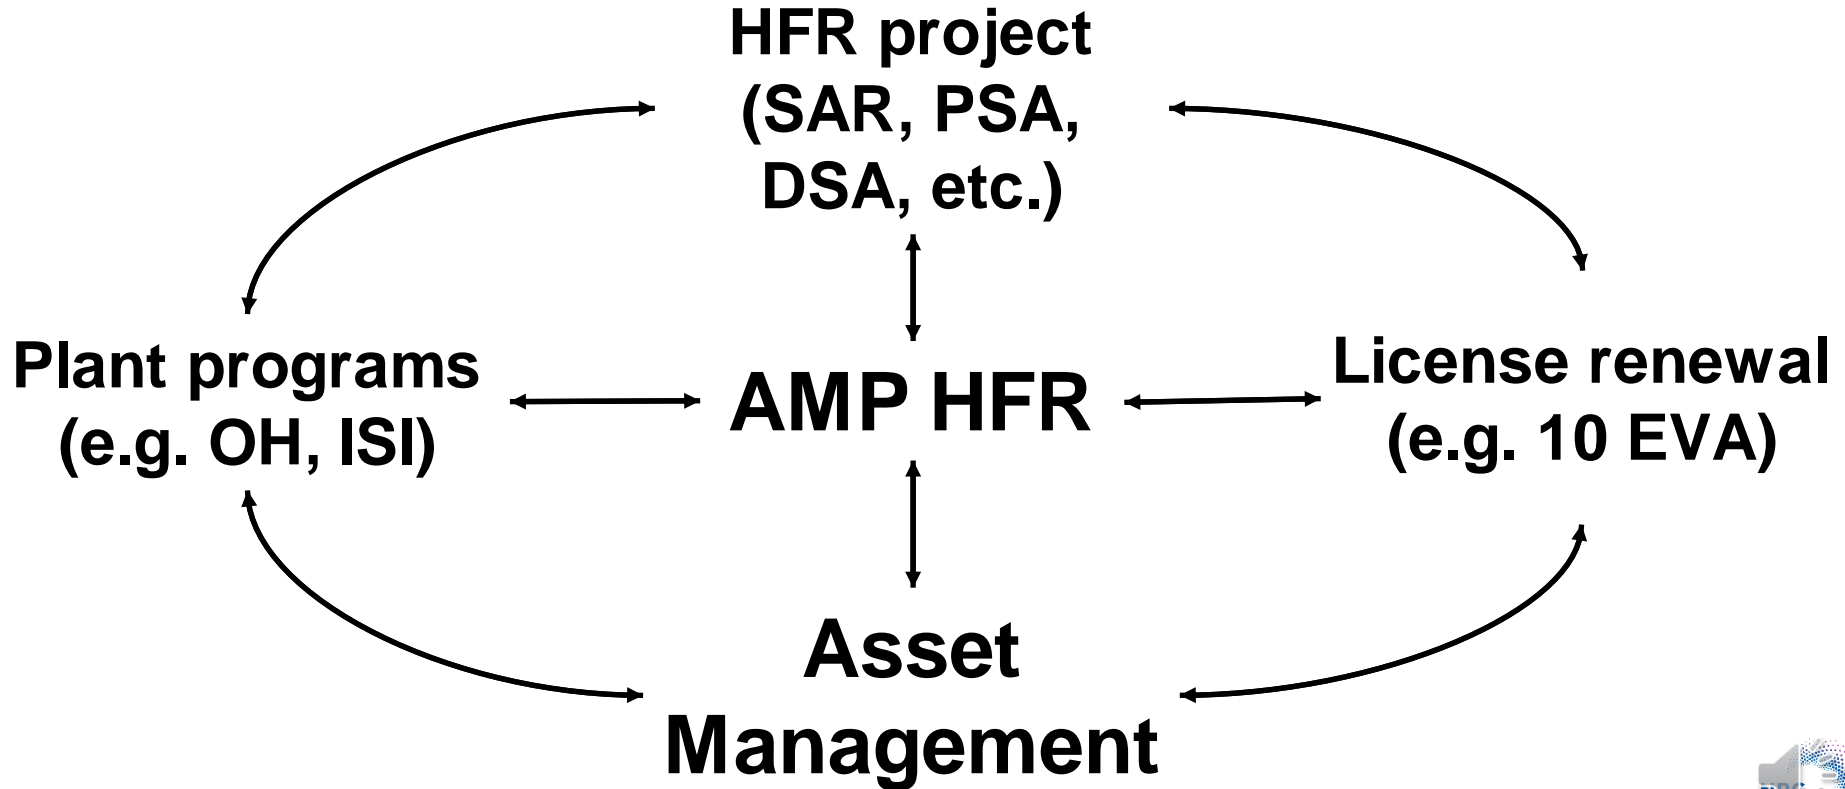 HFR project
(SAR, PSA,
DSA, etc.)
Plant programs
(e.g. OH, ISI)
AMP HFR
License renewal
(e.g. 10 EVA)
Asset
Management